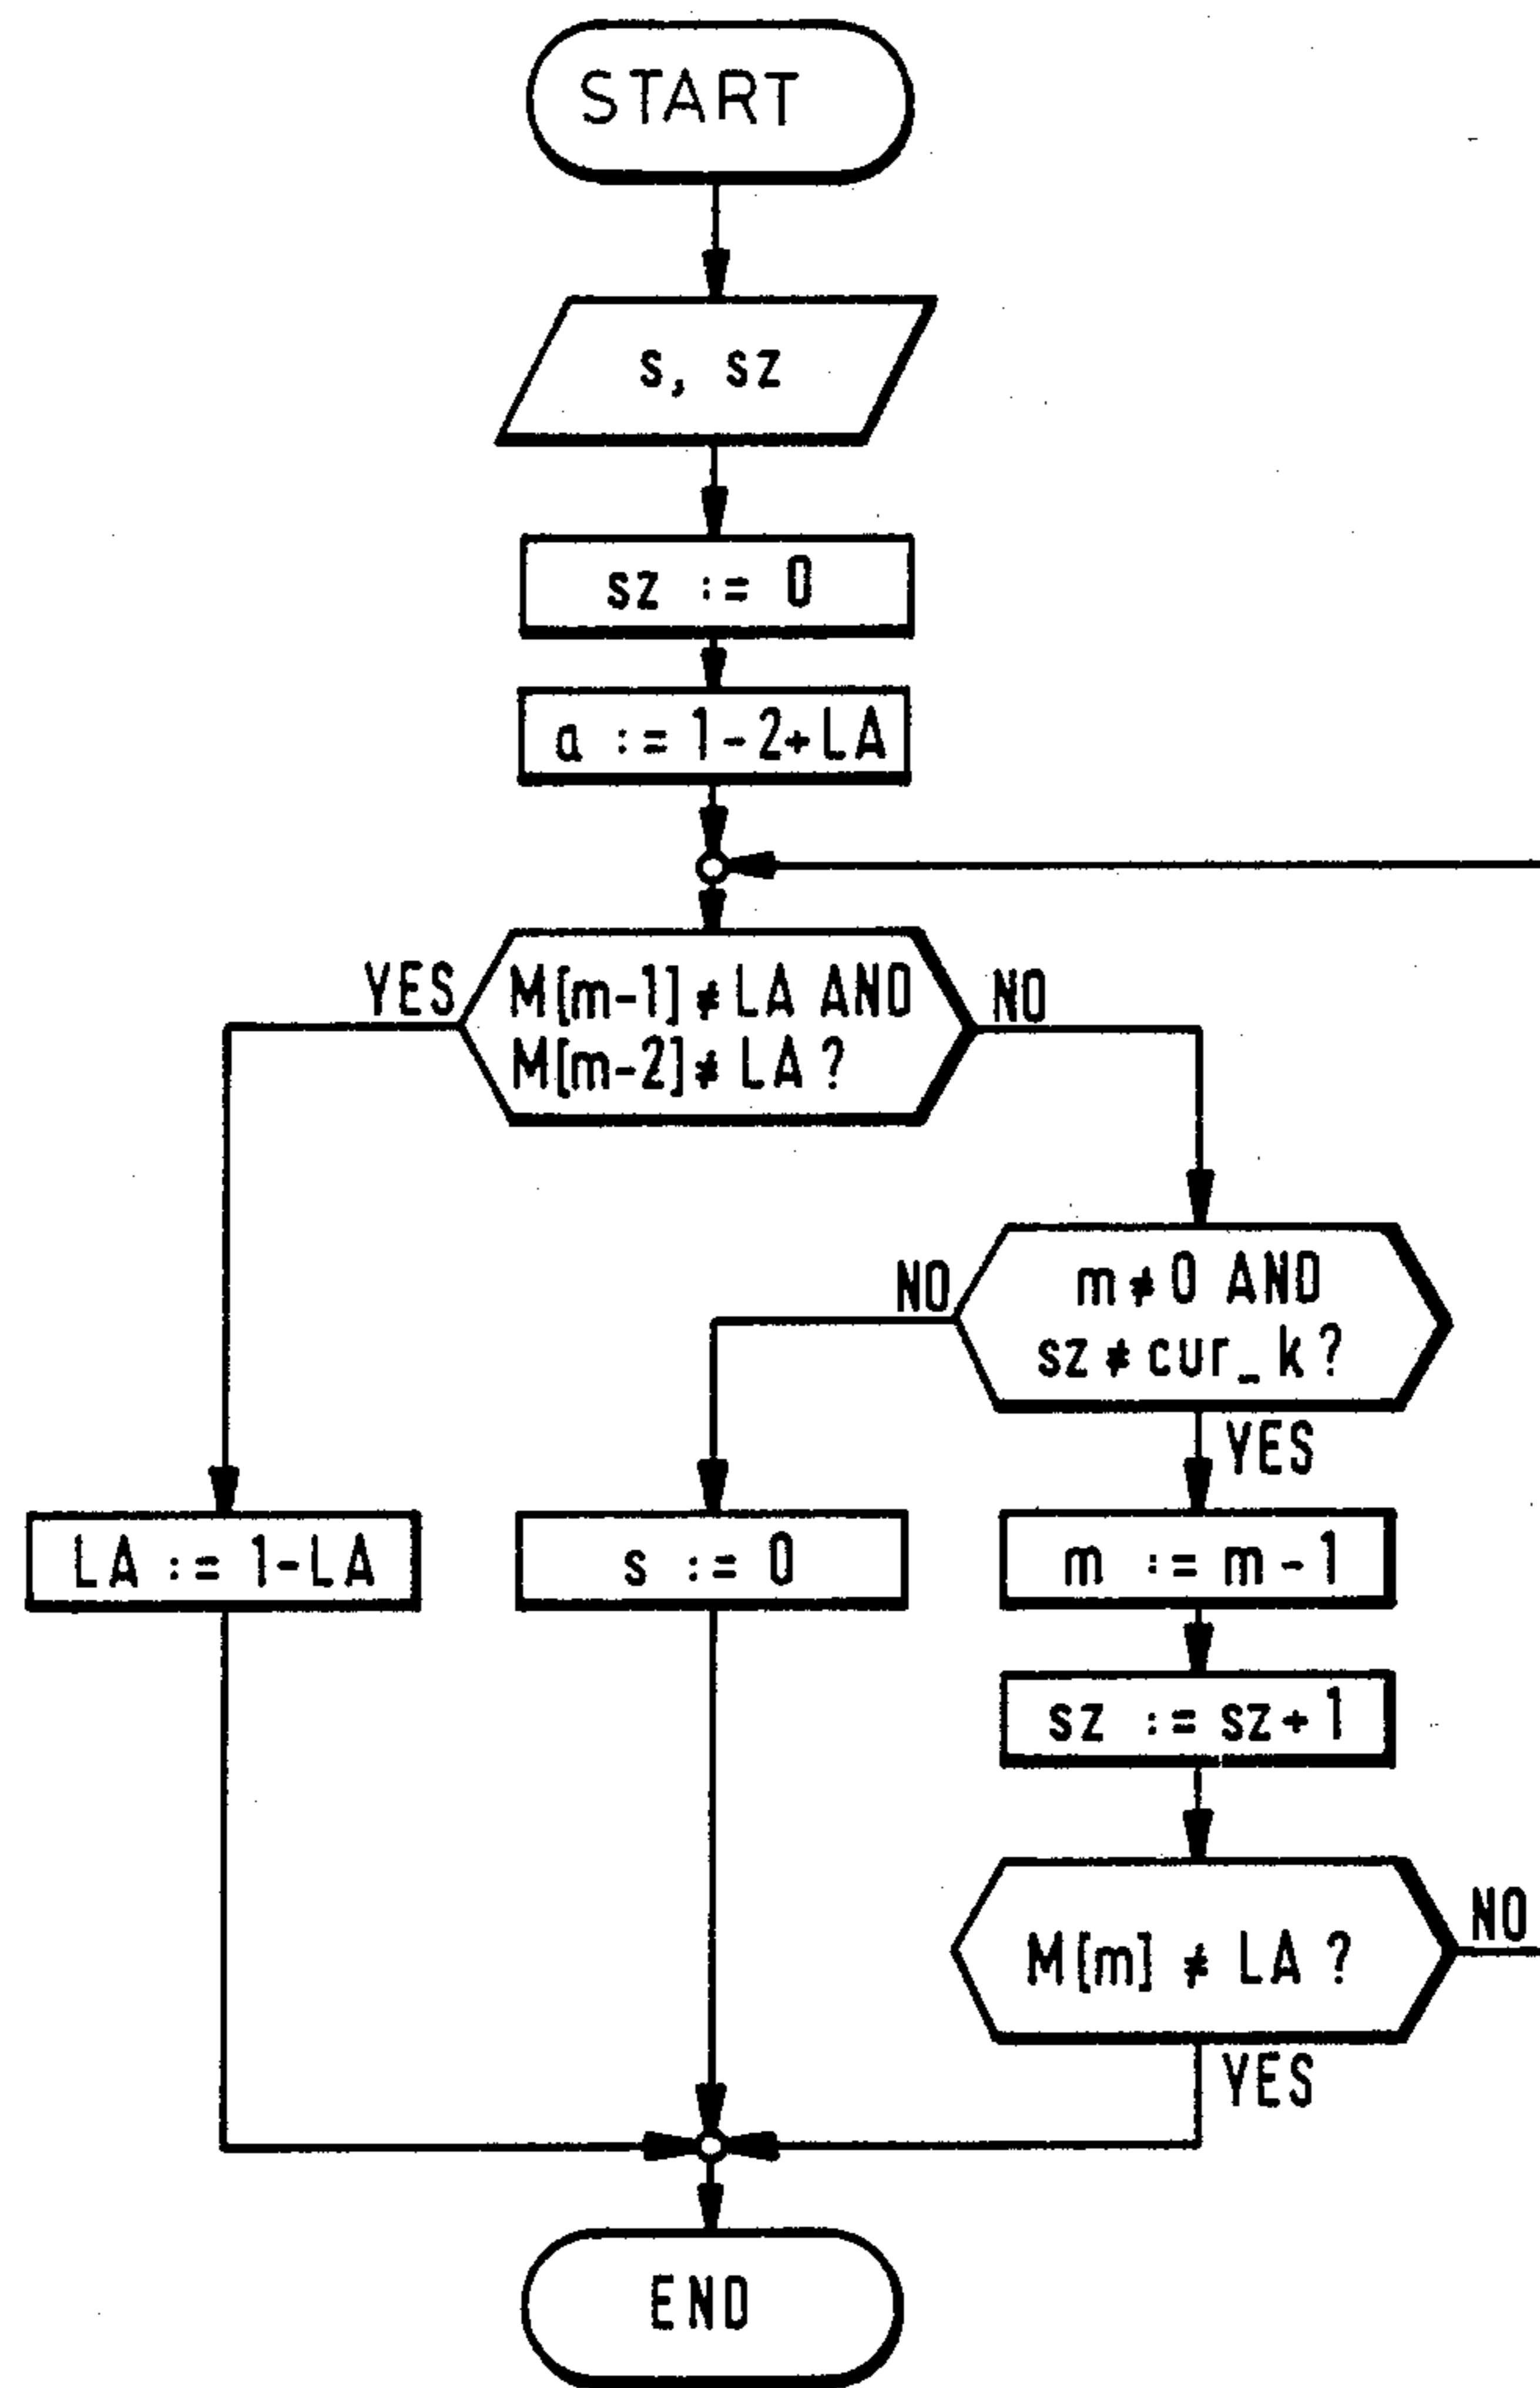 START
s, sz
sz := 0
a := 1-2+LA
YES
M[m-1]≠LA AND
M[m-2]≠ LA ?
NO
NO
m≠0 AND
sz≠cur_k?
YES
LA := 1-LA
s := 0
m := m-1
sz := sz+1
M[m] ≠ LA ?
NO
YES
END